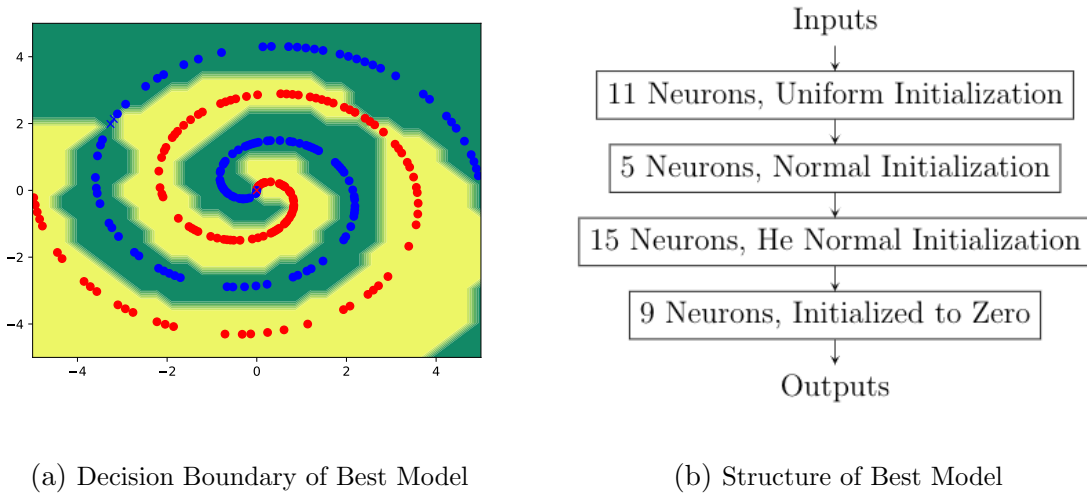 4
2
0
−2
−4
−4
−2
0
2
4
(a) Decision Boundary of Best Model
Inputs
11 Neurons, Uniform Initialization
5 Neurons, Normal Initialization
15 Neurons, He Normal Initialization
9 Neurons, Initialized to Zero
Outputs
(b) Structure of Best Model